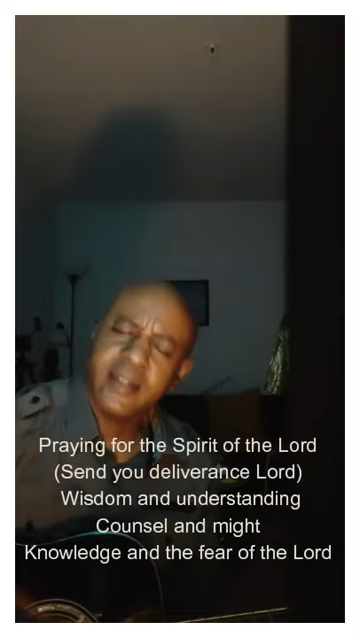 Praying for the Spirit of the Lord
(Send you deliverance Lord)
Wisdom and understanding
Counsel and might
Knowledge and the fear of the Lord